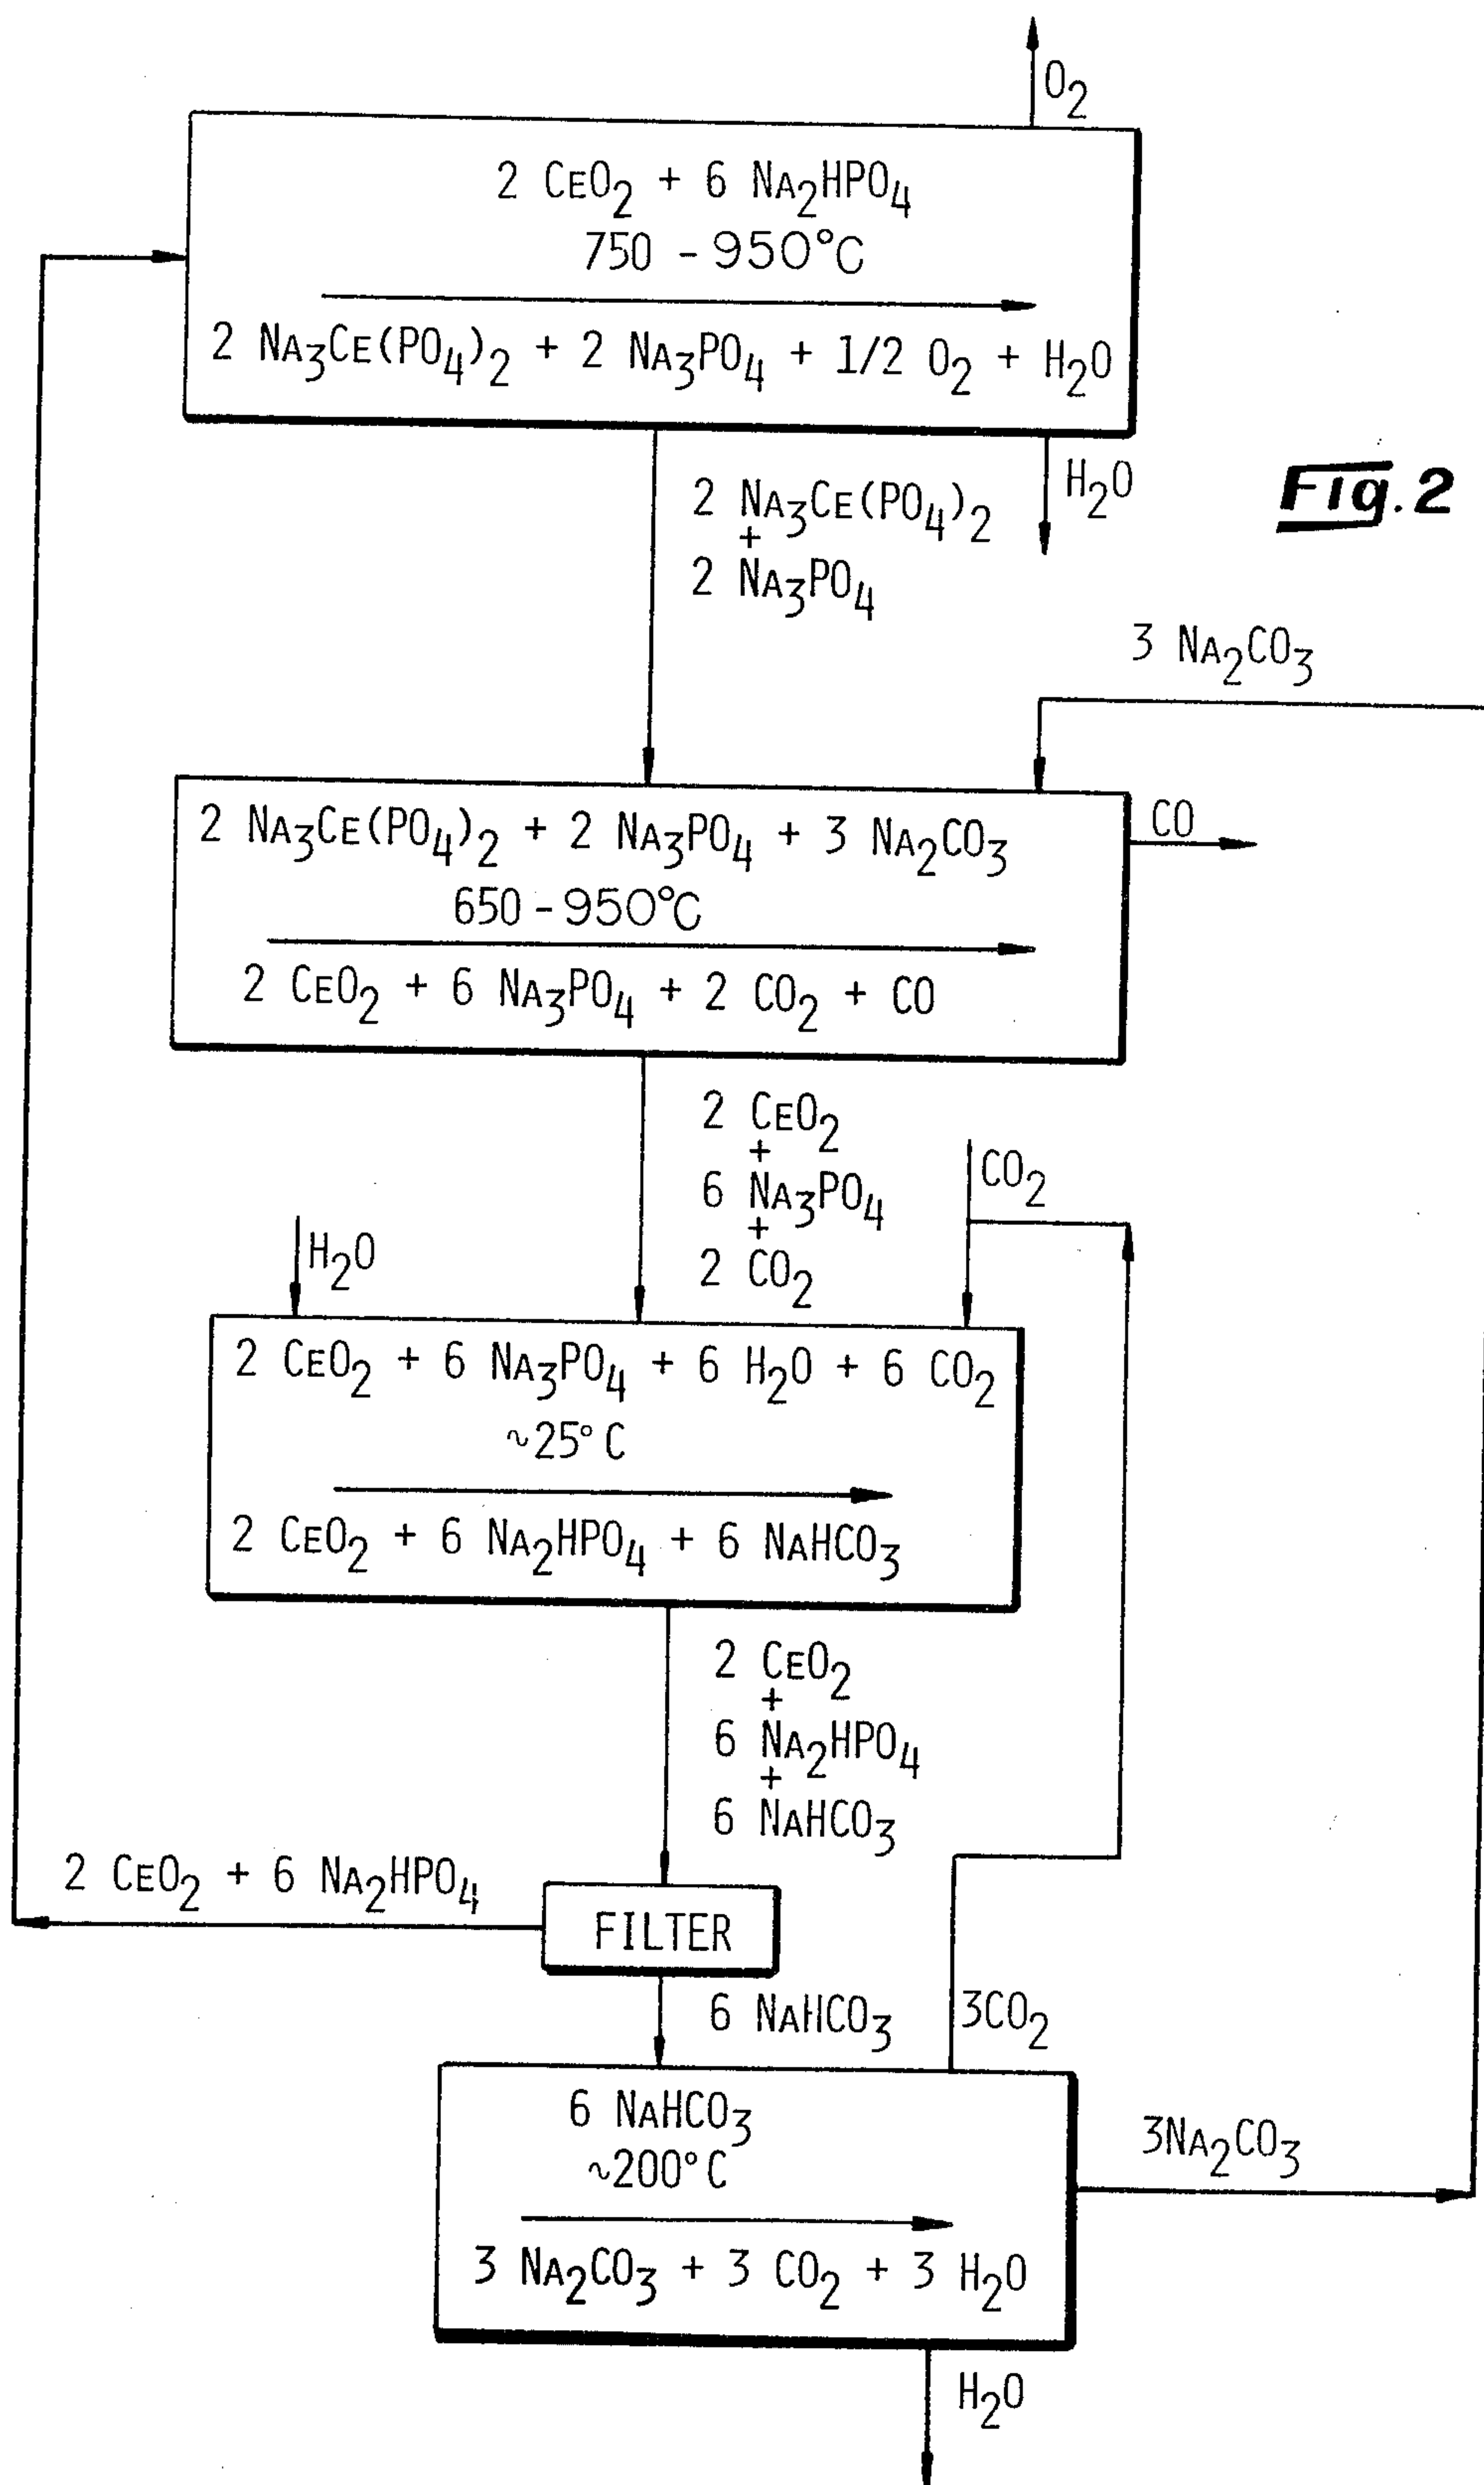 O₂
2 CeO₂ + 6 Na₂HPO₄
750 - 950°C
2 Na₃Ce(PO₄)₂ + 2 Na₃PO₄ + 1/2 O₂ + H₂O
H₂O
Fig. 2
2 Na₃Ce(PO₄)₂
+
2 Na₃PO₄
3 Na₂CO₃
2 Na₃Ce(PO₄)₂ + 2 Na₃PO₄ + 3 Na₂CO₃
CO
650 - 950°C
2 CeO₂ + 6 Na₃PO₄ + 2 CO₂ + CO
2 CeO₂
+
6 Na₃PO₄
+
2 CO₂
CO₂
H₂O
2 CeO₂ + 6 Na₃PO₄ + 6 H₂O + 6 CO₂
~25°C
2 CeO₂ + 6 Na₂HPO₄ + 6 NaHCO₃
2 CeO₂
+
6 Na₂HPO₄
+
6 NaHCO₃
2 CeO₂ + 6 Na₂HPO₄
FILTER
6 NaHCO₃
3CO₂
6 NaHCO₃
~200°C
3Na₂CO₃
3 Na₂CO₃ + 3 CO₂ + 3 H₂O
H₂O